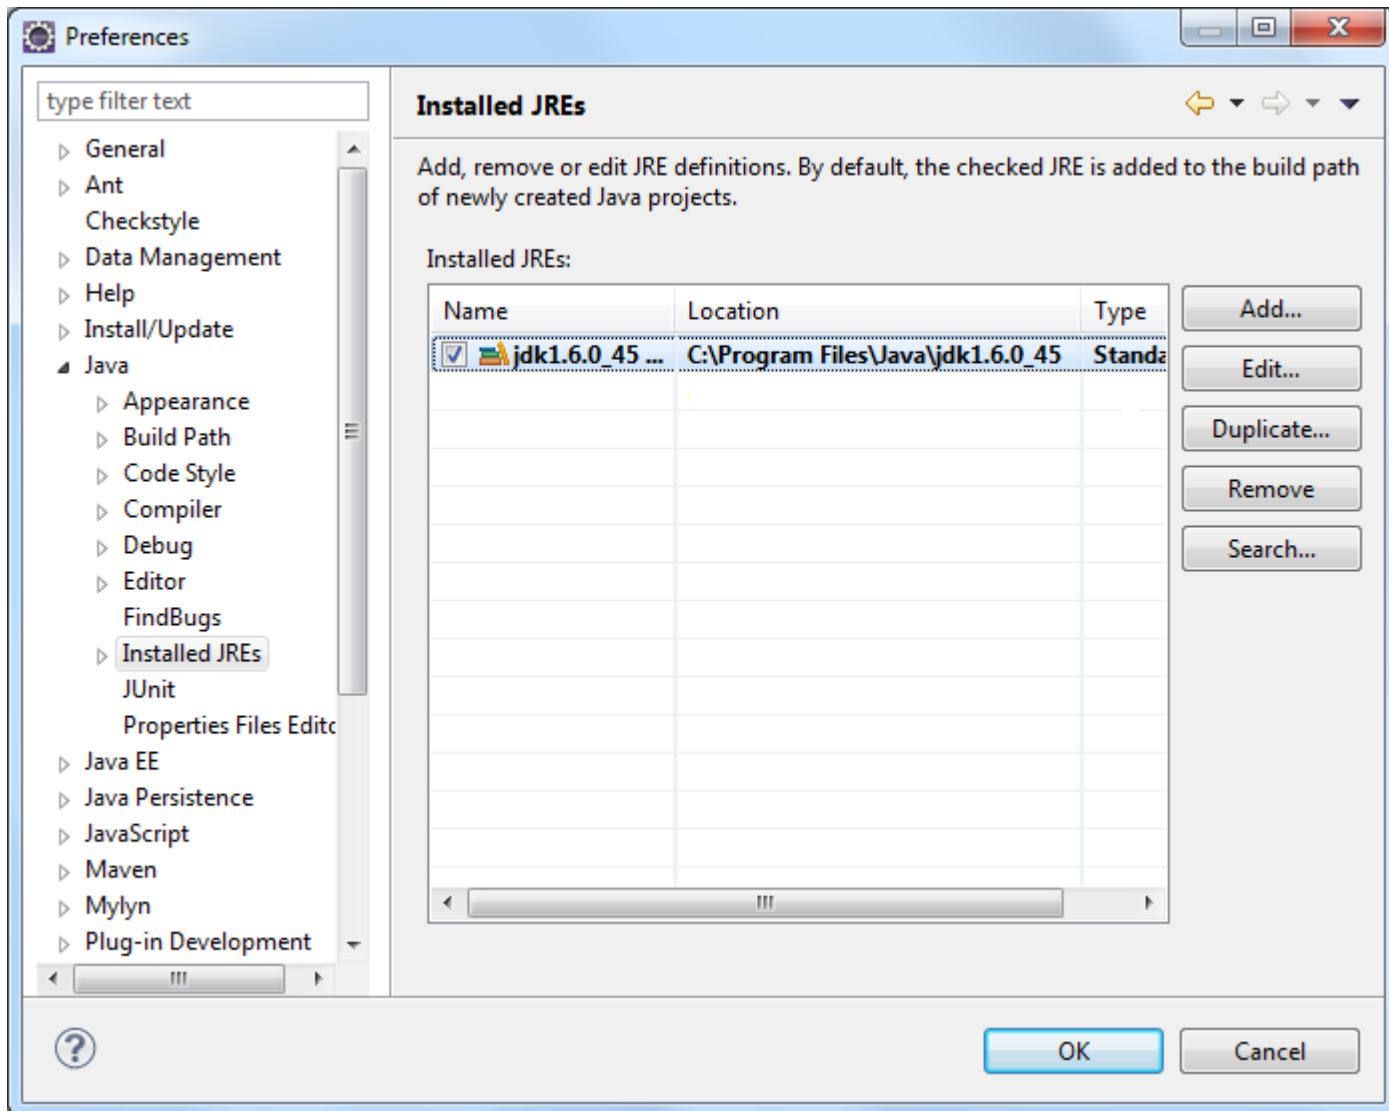 Preferences
type filter text
General
Ant
Checkstyle
Data Management
Help
Install/Update
Java
Appearance
Build Path
Code Style
Compiler
Debug
Editor
FindBugs
Installed JREs
JUnit
Properties Files Edito
Java EE
Java Persistence
JavaScript
Maven
Mylyn
Plug-in Development
Installed JREs
Add, remove or edit JRE definitions. By default, the checked JRE is added to the build path
of newly created Java projects.
Installed JREs:
Name Location Type
jdk1.6.0_45 ... C:\Program Files\Java\jdk1.6.0_45 Standa
Add...
Edit...
Duplicate...
Remove
Search...
?
OK Cancel